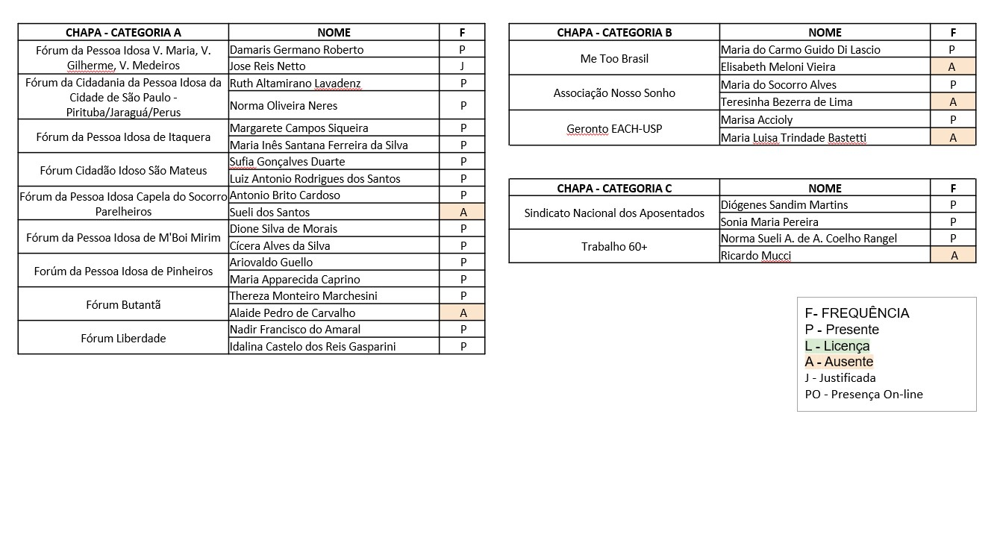 CHAPA - CATEGORIA A NOME F
Fórum da Pessoa Idosa V. Maria, V.
Gilherme, V. Medeiros
Damaris Germano Roberto P
Jose Reis Netto J
Fórum da Cidadania da Pessoa Idosa da
Cidade de São Paulo -
Pirituba/Jaraguá/Perus
Ruth Altamirano Lavadenz P
Norma Oliveira Neres P
Fórum da Pessoa Idosa de Itaquera
Margarete Campos Siqueira P
Maria Inês Santana Ferreira da Silva P
Fórum Cidadão Idoso São Mateus
Sufia Gonçalves Duarte P
Luiz Antonio Rodrigues dos Santos P
Fórum da Pessoa Idosa Capela do Socorro
Parelheiros
Antonio Brito Cardoso P
Sueli dos Santos A
Fórum da Pessoa Idosa de M'Boi Mirim
Dione Silva de Morais P
Cícera Alves da Silva P
Forúm da Pessoa Idosa de Pinheiros
Ariovaldo Guello P
Maria Apparecida Caprino P
Fórum Butantã
Thereza Monteiro Marchesini P
Alaide Pedro de Carvalho A
Fórum Liberdade
Nadir Francisco do Amaral P
Idalina Castelo dos Reis Gasparini P
CHAPA - CATEGORIA B NOME F
Me Too Brasil
Maria do Carmo Guido Di Lascio P
Elisabeth Meloni Vieira A
Associação Nosso Sonho
Maria do Socorro Alves P
Teresinha Bezerra de Lima A
Geronto EACH-USP
Marisa Accioly P
Maria Luisa Trindade Bastetti A
CHAPA - CATEGORIA C NOME F
Sindicato Nacional dos Aposentados
Diógenes Sandim Martins P
Sonia Maria Pereira P
Trabalho 60+
Norma Sueli A. de A. Coelho Rangel P
Ricardo Mucci A
F- FREQUÊNCIA
P - Presente
L - Licença
A - Ausente
J - Justificada
PO - Presença On-line